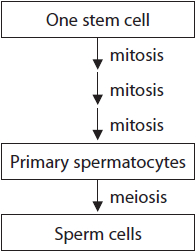 One stem cell
mitosis
mitosis
mitosis
Primary spermatocytes
meiosis
Sperm cells